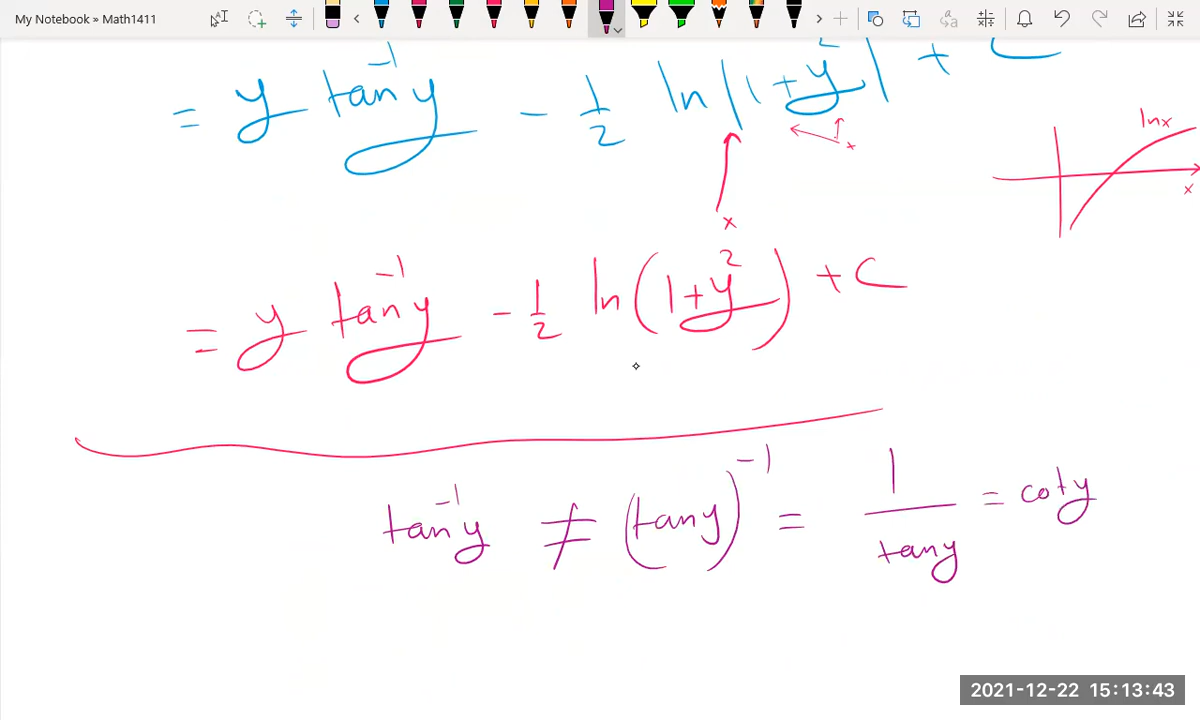 My Notebook » Math1411
= y tan⁻¹y - 1/2 ln|1+y²| + C
x
lnx
x
x
= y tan⁻¹y - 1/2 ln(1+y²) + C
tan⁻¹y ≠ (tany)⁻¹ = 1/tany = coty
2021-12-22 15:13:43